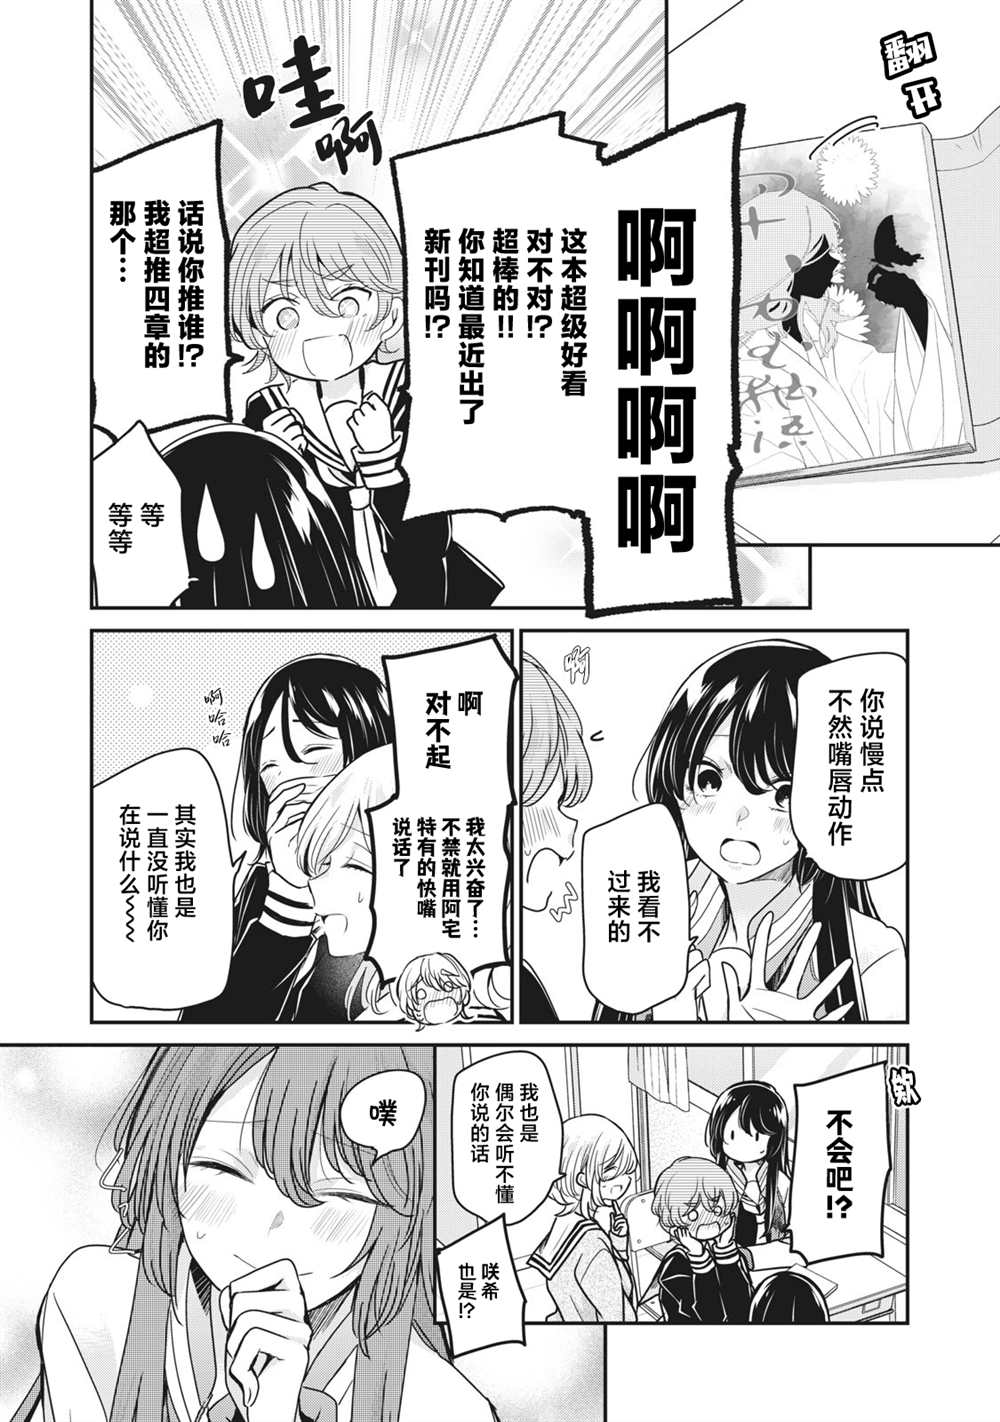 翻
开
啊啊啊啊
这本超级好看
对不对!?
超棒的!!
你知道最近出了
新刊吗!?
哇
啊
话说你推谁!?
我超推四章的
那个…
等
等等
你说慢点
不然嘴唇动作
我看不
过来的
啊
啊
对不起
我太兴奋了…
不禁就用阿宅
特有的快嘴
说话了
啊
哈
哈
其实我也是
一直没听懂你
在说什么~~~
欸
不会吧!?
我也是
偶尔会听不懂
你说的话
咲希
也是!?
噗